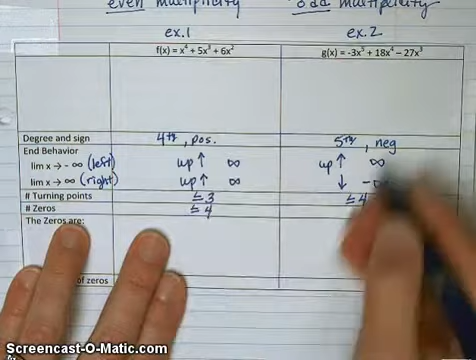 even multiplicity odd multiplicity
ex.1 ex.2
f(x) = x⁴ + 5x³ + 6x² g(x) = -3x⁵ + 18x⁴ – 27x³
Degree and sign 4th, pos. 5th, neg
End Behavior
lim x → - ∞ (left) up ↑ ∞ up ↑ ∞
lim x → ∞ (right) up ↑ ∞ ↓ -∞
# Turning points ≤ 3 ≤ 4
# Zeros ≤ 4
The Zeros are:
of zeros
Screencast-O-Matic.com